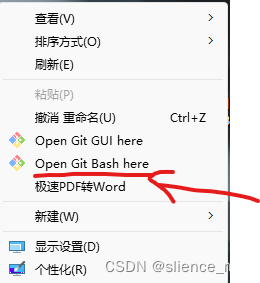 查看(V)
排序方式(O)
刷新(E)
粘贴(P)
撤消 重命名(U) Ctrl+Z
Open Git GUI here
Open Git Bash here
极速PDF转Word
新建(W)
显示设置(D)
个性化(R)
CSDN @slience_r